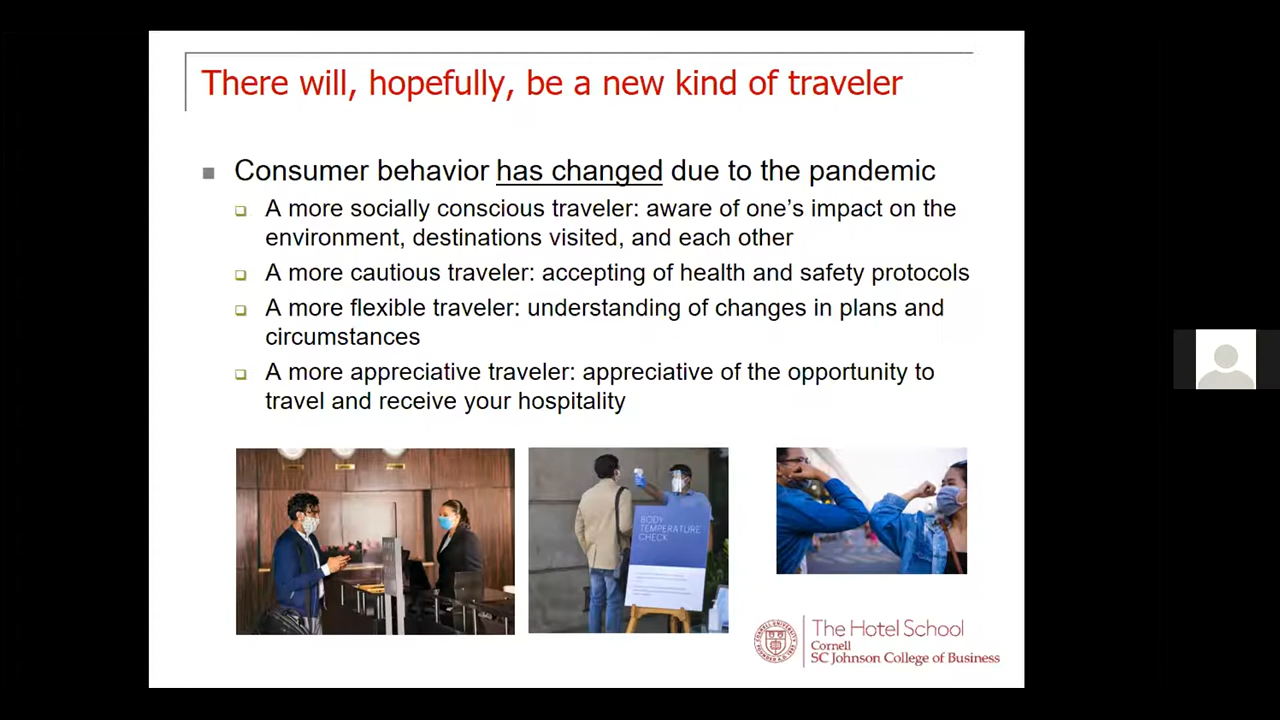 There will, hopefully, be a new kind of traveler
Consumer behavior has changed due to the pandemic
A more socially conscious traveler: aware of one’s impact on the
environment, destinations visited, and each other
A more cautious traveler: accepting of health and safety protocols
A more flexible traveler: understanding of changes in plans and
circumstances
A more appreciative traveler: appreciative of the opportunity to
travel and receive your hospitality
BODY
TEMPERATURE
CHECK
The Hotel School
Cornell
SC Johnson College of Business